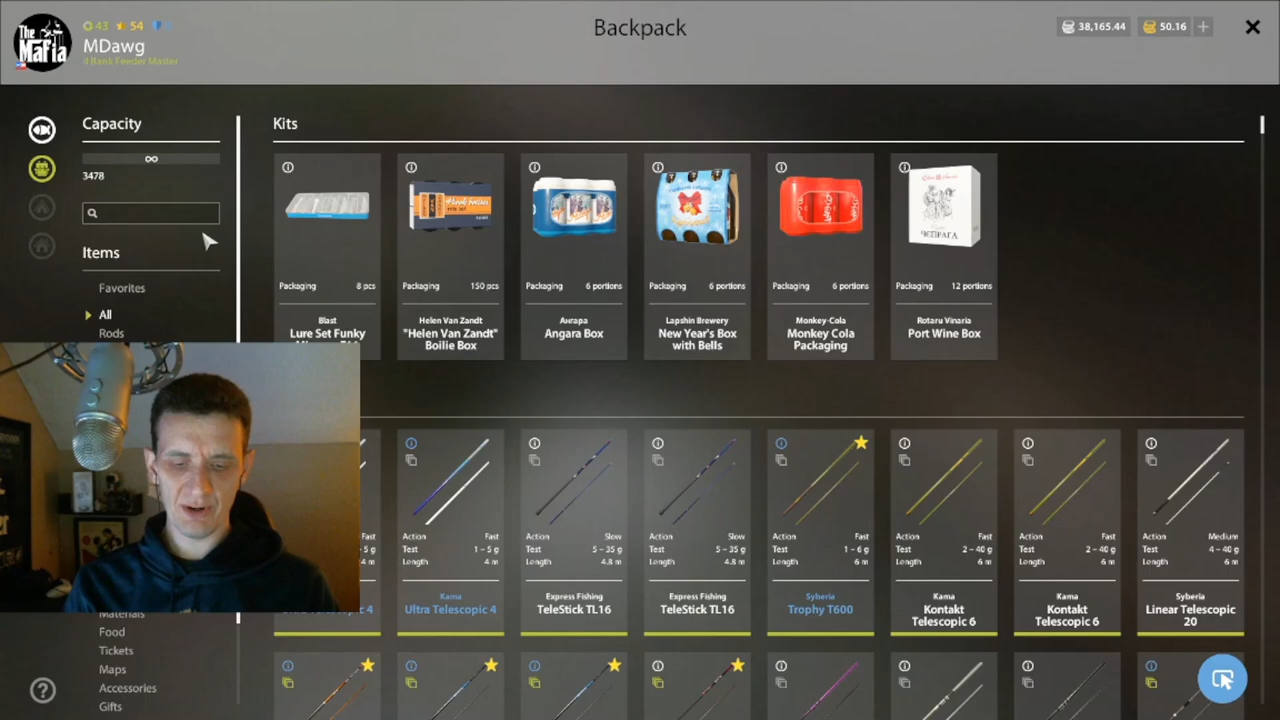 The
Mafia
43 54
MDawg
4 Bank Feeder Master
Backpack
38,165.44
50.16
Capacity
∞
3478
Items
Favorites
All
Rods
Materials
Food
Tickets
Maps
Accessories
Gifts
Kits
Packaging 8 pcs
Blast
Lure Set Funky
Packaging 150 pcs
Helen Van Zandt
"Helen Van Zandt"
Boilie Box
Packaging 6 portions
Ангара
Angara Box
Packaging 6 portions
Lapshin Brewery
New Year's Box
with Bells
Packaging 6 portions
Monkey-Cola
Monkey Cola
Packaging
ЧЕПРАГА
Packaging 12 portions
Rotaru Vinaria
Port Wine Box
Fast
- 5 g
4 m
Action Fast
Test 1 – 5 g
Length 4 m
Kama
Ultra Telescopic 4
Action Slow
Test 5 – 35 g
Length 4.8 m
Express Fishing
TeleStick TL16
Action Slow
Test 5 – 35 g
Length 4.8 m
Express Fishing
TeleStick TL16
Action Fast
Test 1 – 6 g
Length 6 m
Syberia
Trophy T600
Action Fast
Test 2 – 40 g
Length 6 m
Kama
Kontakt
Telescopic 6
Action Fast
Test 2 – 40 g
Length 6 m
Kama
Kontakt
Telescopic 6
Action Medium
Test 4 – 40 g
Length 6 m
Syberia
Linear Telescopic
20
?